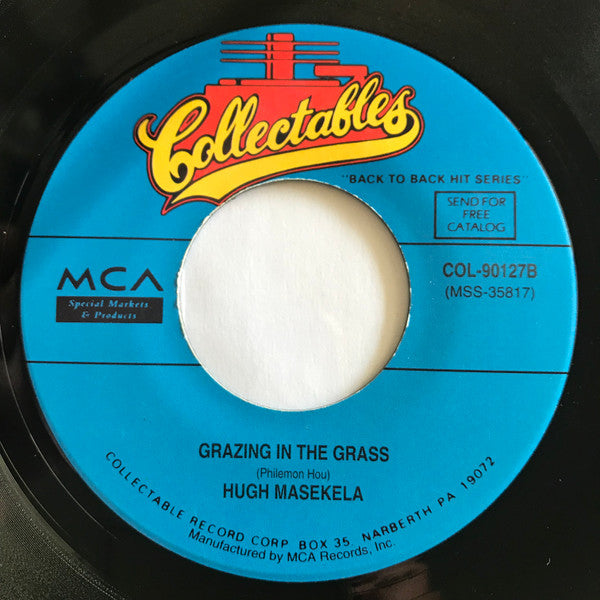 Collectables
"BACK TO BACK HIT SERIES"
SEND FOR
FREE
CATALOG
MCA
Special Markets
& Products
COL-90127B
(MSS-35817)
GRAZING IN THE GRASS
(Philemon Hou)
HUGH MASEKELA
COLLECTABLE RECORD CORP BOX 35, NARBERTH PA 19072
Manufactured by MCA Records, Inc.